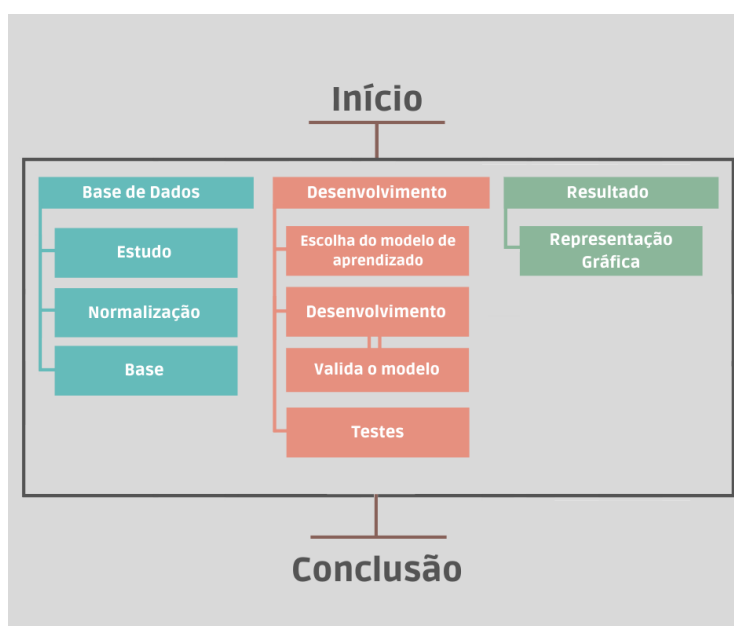 Início
Base de Dados
Estudo
Normalização
Base
Desenvolvimento
Escolha do modelo de
aprendizado
Desenvolvimento
Valida o modelo
Testes
Resultado
Representação
Gráfica
Conclusão